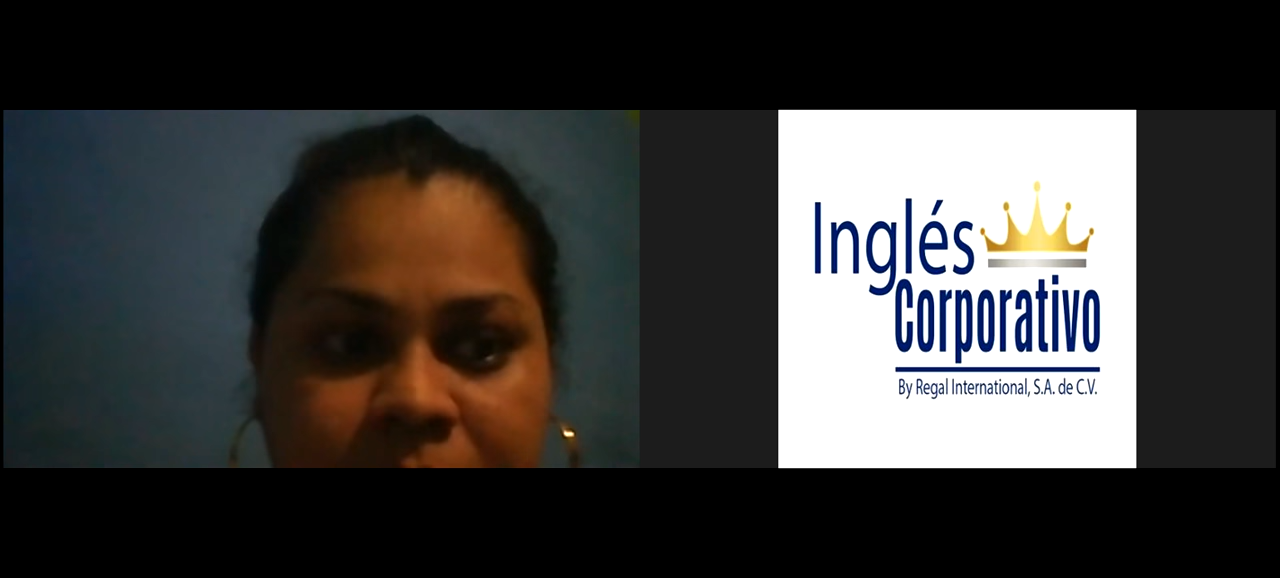 Inglés
Corporativo
By Regal International, S.A. de C.V.